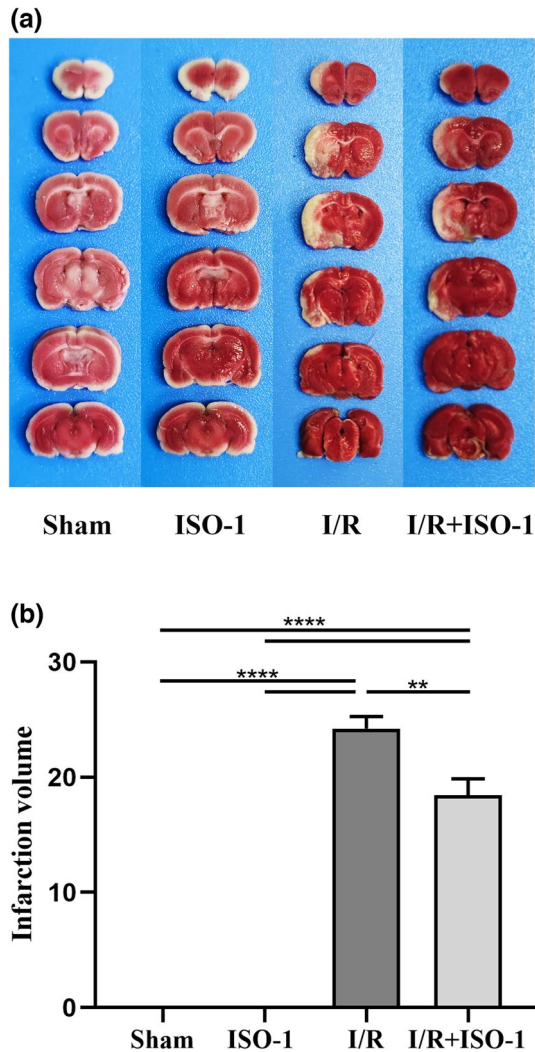 (a)
Sham ISO-1 I/R I/R+ISO-1
(b)
****
**** **
30
20
10
0
Infarction volume
Sham ISO-1 I/R I/R+ISO-1